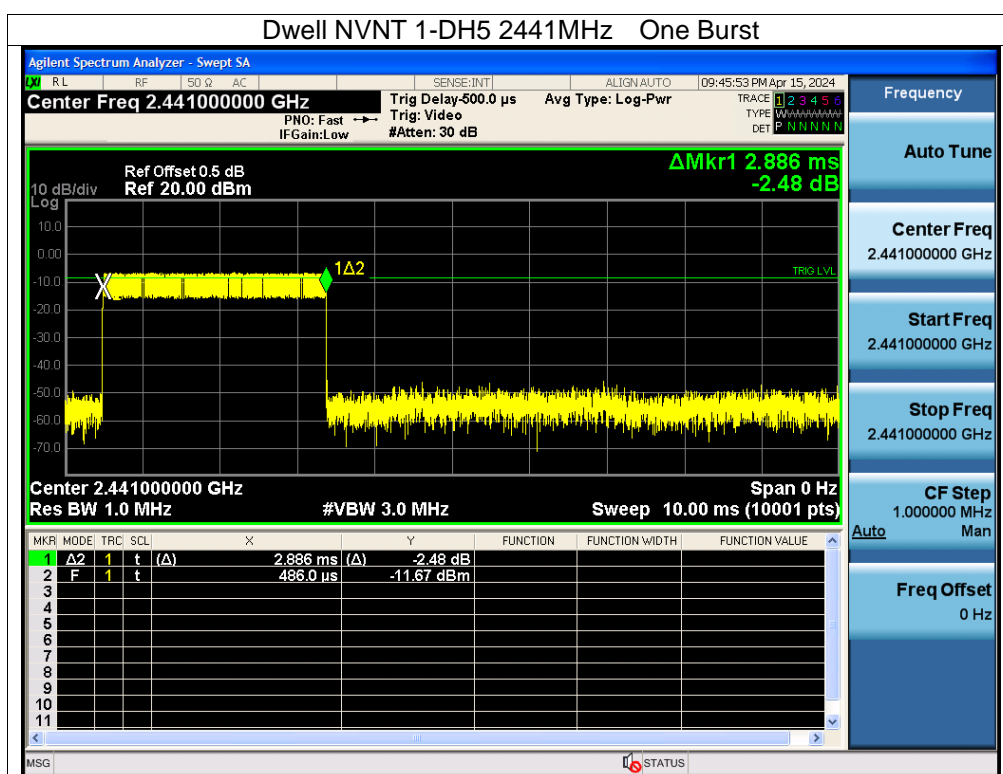 Dwell NVNT 1-DH5 2441MHz    One Burst
Agilent Spectrum Analyzer - Swept SA
LXI RL RF 50 Ω AC SENSE:INT ALIGN AUTO 09:45:53 PM Apr 15, 2024
Center Freq 2.441000000 GHz Trig Delay-500.0 µs Avg Type: Log-Pwr TRACE 1 2 3 4 5 6
PNO: Fast Trig: Video TYPE WWWWWW
IFGain:Low #Atten: 30 dB DET P N N N N N
Frequency
Auto Tune
Center Freq
2.441000000 GHz
Start Freq
2.441000000 GHz
Stop Freq
2.441000000 GHz
CF Step
1.000000 MHz
Auto Man
Freq Offset
0 Hz
ΔMkr1 2.886 ms
-2.48 dB
Ref Offset 0.5 dB
10 dB/div Ref 20.00 dBm
Log
10.0
0.00
-10.0
-20.0
-30.0
-40.0
-50.0
-60.0
-70.0
1Δ2
TRIG LVL
Center 2.441000000 GHz Span 0 Hz
Res BW 1.0 MHz #VBW 3.0 MHz Sweep 10.00 ms (10001 pts)
MKR MODE TRC SCL X Y FUNCTION FUNCTION WIDTH FUNCTION VALUE
1 Δ2 1 t (Δ) 2.886 ms (Δ) -2.48 dB
2 F 1 t 486.0 µs -11.67 dBm
3
4
5
6
7
8
9
10
11
MSG STATUS